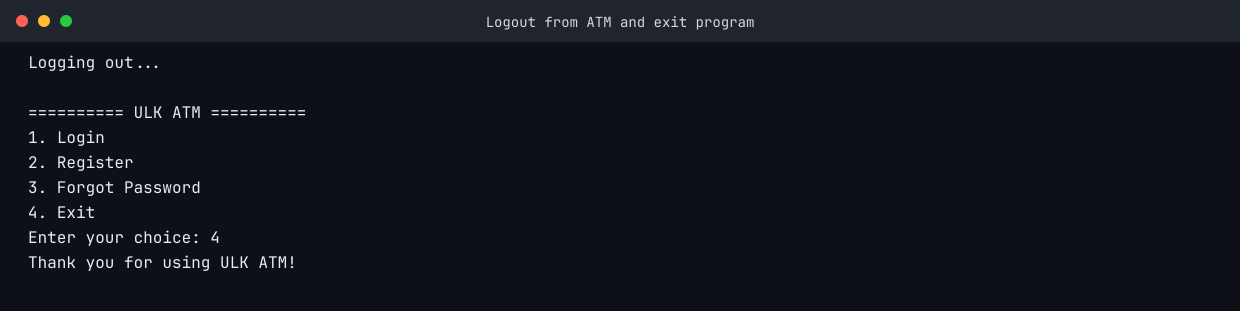 Logout from ATM and exit program
Logging out...
========== ULK ATM ==========
1. Login
2. Register
3. Forgot Password
4. Exit
Enter your choice: 4
Thank you for using ULK ATM!